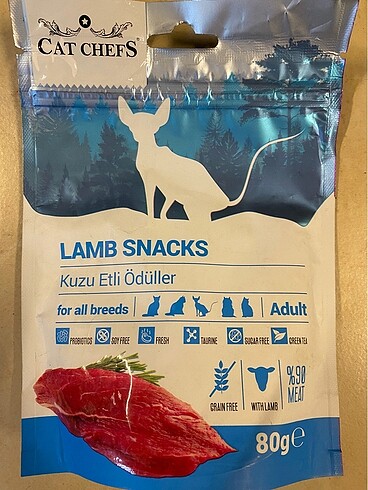 CAT CHEFS
LAMB SNACKS
Kuzu Etli Ödüller
for all breeds Adult
PROBIOTICS SOY FREE FRESH TAURINE SUGAR FREE GREEN TEA
GRAIN FREE WITH LAMB %90 MEAT
80g℮